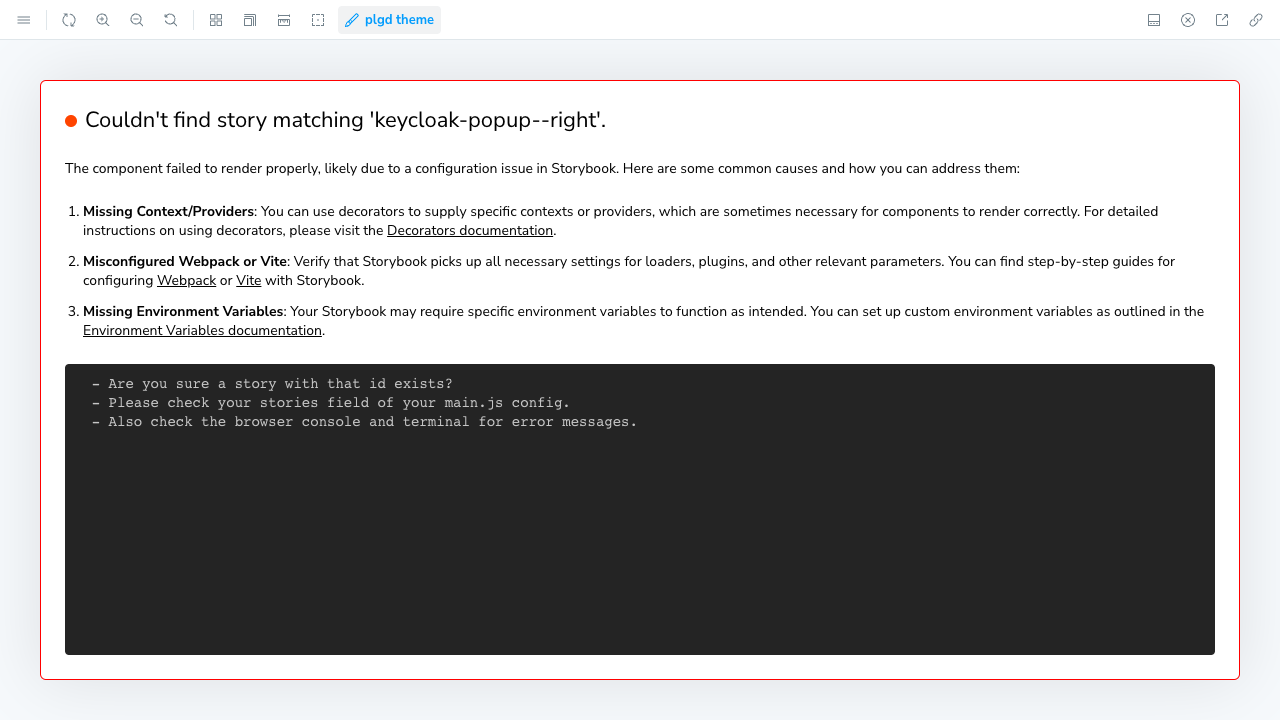 plgd theme
Couldn't find story matching 'keycloak-popup--right'.
The component failed to render properly, likely due to a configuration issue in Storybook. Here are some common causes and how you can address them:
1. Missing Context/Providers: You can use decorators to supply specific contexts or providers, which are sometimes necessary for components to render correctly. For detailed
instructions on using decorators, please visit the Decorators documentation.
2. Misconfigured Webpack or Vite: Verify that Storybook picks up all necessary settings for loaders, plugins, and other relevant parameters. You can find step-by-step guides for
configuring Webpack or Vite with Storybook.
3. Missing Environment Variables: Your Storybook may require specific environment variables to function as intended. You can set up custom environment variables as outlined in the
Environment Variables documentation.
- Are you sure a story with that id exists?
- Please check your stories field of your main.js config.
- Also check the browser console and terminal for error messages.